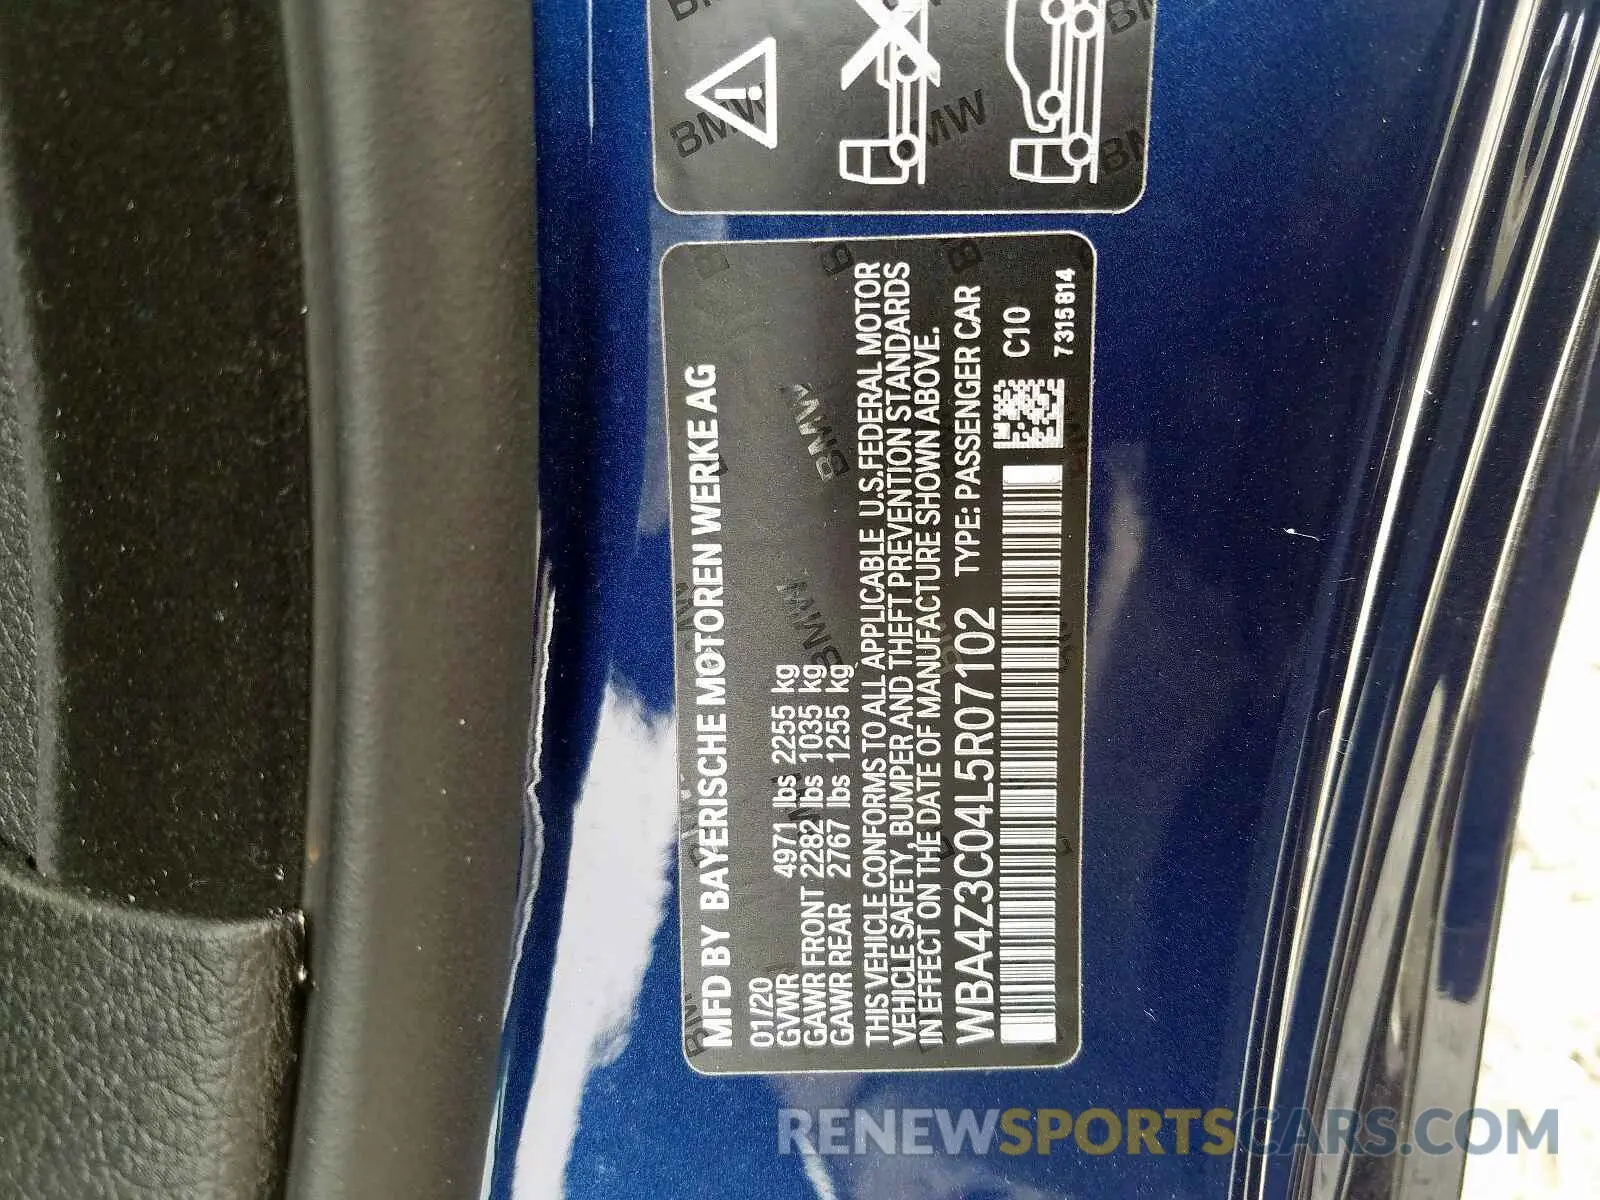 MFD BY BAYERISCHE MOTOREN WERKE AG
01/20
GVWR 4971 lbs 2255 kg
GAWR FRONT 2282 lbs 1035 kg
GAWR REAR 2767 lbs 1255 kg
THIS VEHICLE CONFORMS TO ALL APPLICABLE U.S.FEDERAL MOTOR
VEHICLE SAFETY, BUMPER AND THEFT PREVENTION STANDARDS
IN EFFECT ON THE DATE OF MANUFACTURE SHOWN ABOVE.
WBA4Z3C04L5R07102 TYPE: PASSENGER CAR
C10
7315814
BMW
BMW
BMW
BMW
RENEWSPORTSCARS.COM